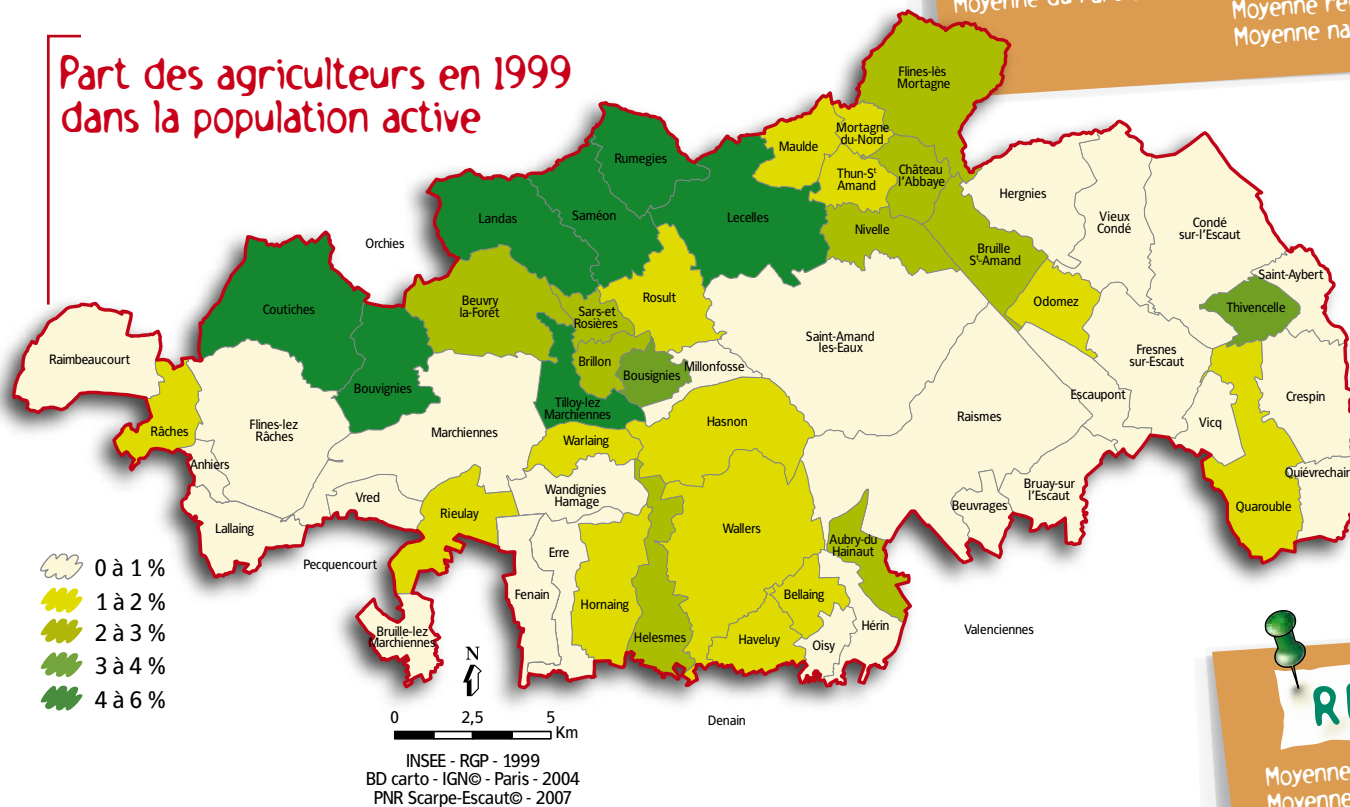 Moyenne
Moyenne na
Part des agriculteurs en 1999
dans la population active
Flines-lès
Mortagne
Mortagne
du-Nord
Maulde
Rumegies
Thun-St
Amand
Château
l'Abbaye
Hergnies
Landas
Saméon
Lecelles
Vieux
Condé
Condé
sur-l'Escaut
Nivelle
Orchies
Bruille
St-Amand
Saint-Aybert
Coutiches
Beuvry
la-Forêt
Rosult
Odomez
Thivencelle
Sars-et
Rosières
Saint-Amand
les-Eaux
Raimbeaucourt
Fresnes
sur-Escaut
Brillon
Bousignies
Millonfosse
Bouvignies
Escaupont
Crespin
Tilloy-lez
Marchiennes
Raismes
Hasnon
Vicq
Râches
Flines-lez
Râches
Marchiennes
Warlaing
Anhiers
Quiévrechain
Wandignies
Hamage
Vred
Bruay-sur
l'Escaut
Rieulay
Beuvrages
Quarouble
Lallaing
Wallers
Aubry-du
Hainaut
Erre
Pecquencourt
0 à 1 %
1 à 2 %
2 à 3 %
3 à 4 %
4 à 6 %
Fenain
Hornaing
Bellaing
Bruille-lez
Marchiennes
Helesmes
Haveluy
Oisy
Hérin
Valenciennes
N
0 2,5 5
Km
Denain
INSEE - RGP - 1999
BD carto - IGN© - Paris - 2004
PNR Scarpe-Escaut© - 2007
Moyenne
Moyenne